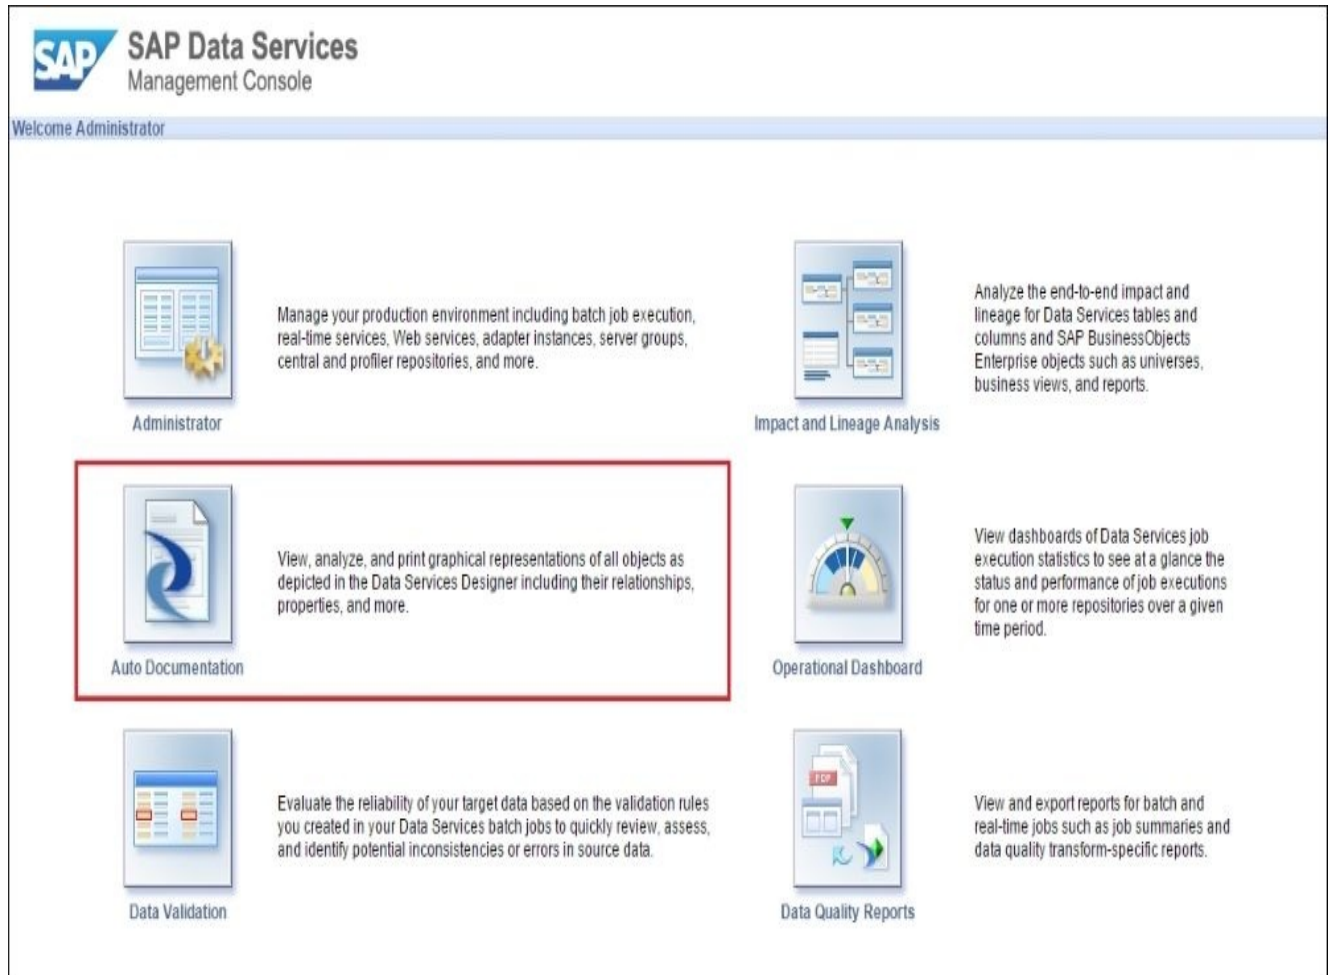 SAP
SAP Data Services
Management Console
Welcome Administrator
Manage your production environment including batch job execution,
real-time services, Web services, adapter instances, server groups,
central and profiler repositories, and more.
Administrator
Analyze the end-to-end impact and
lineage for Data Services tables and
columns and SAP BusinessObjects
Enterprise objects such as universes,
business views, and reports.
Impact and Lineage Analysis
View, analyze, and print graphical representations of all objects as
depicted in the Data Services Designer including their relationships,
properties, and more.
Auto Documentation
View dashboards of Data Services job
execution statistics to see at a glance the
status and performance of job executions
for one or more repositories over a given
time period.
Operational Dashboard
Evaluate the reliability of your target data based on the validation rules
you created in your Data Services batch jobs to quickly review, assess,
and identify potential inconsistencies or errors in source data.
Data Validation
PDF
View and export reports for batch and
real-time jobs such as job summaries and
data quality transform-specific reports.
Data Quality Reports